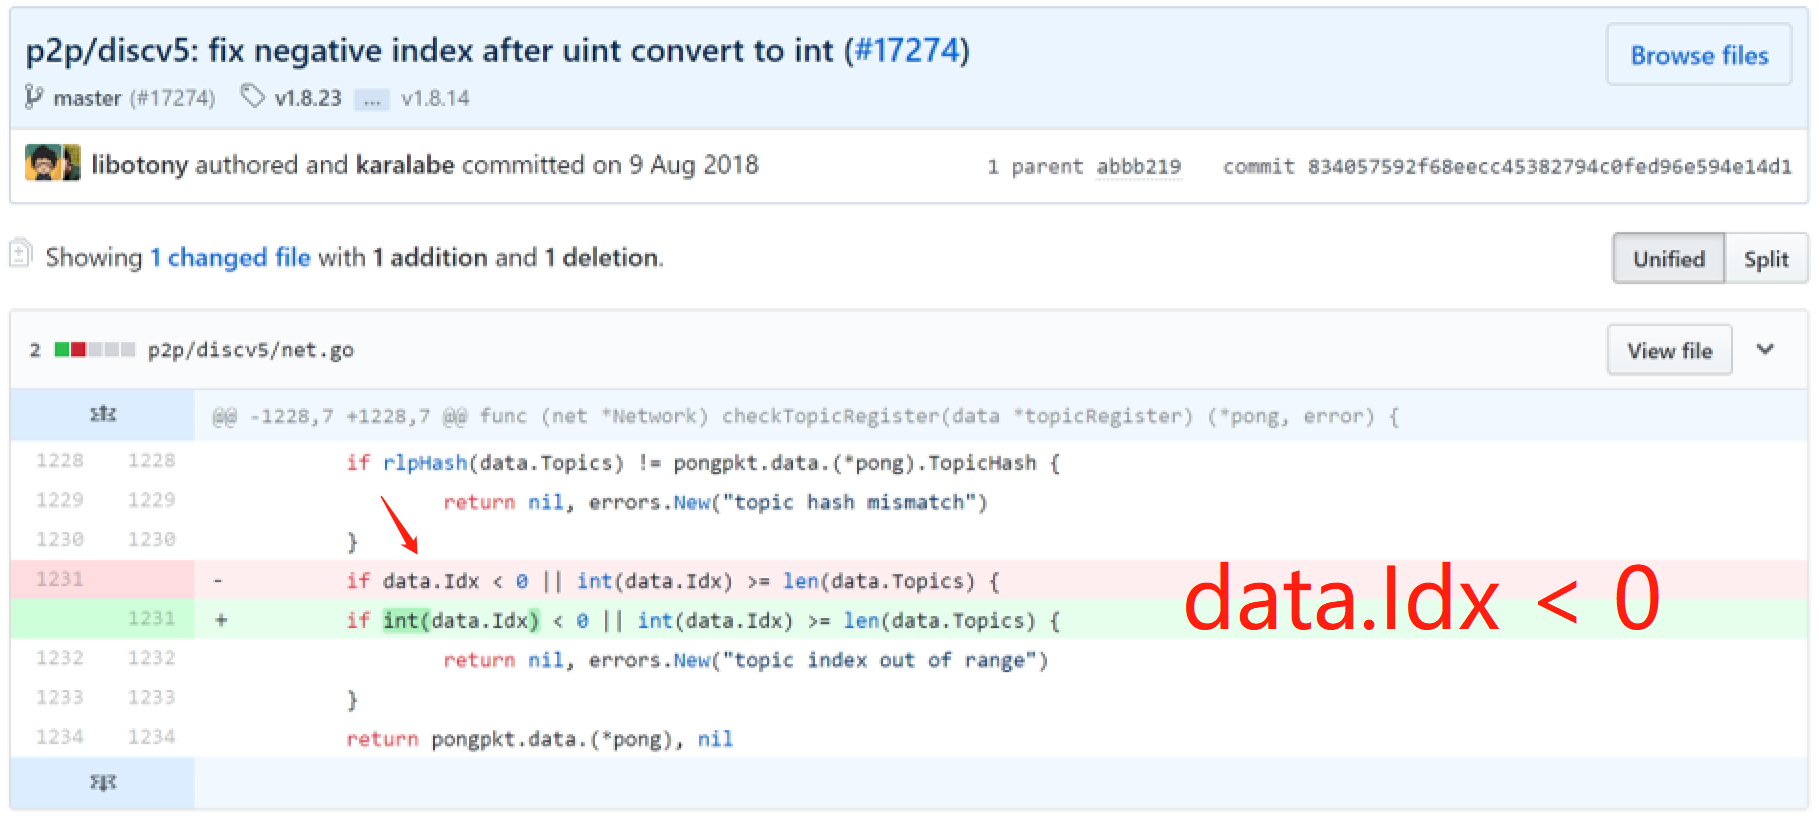 p2p/discv5: fix negative index after uint convert to int (#17274)
Browse files
master (#17274) v1.8.23 ... v1.8.14
libotony authored and karalabe committed on 9 Aug 2018
1 parent abbb219 commit 834057592f68eecc45382794c0fed96e594e14d1
Showing 1 changed file with 1 addition and 1 deletion.
Unified Split
2 p2p/discv5/net.go
View file
@@ -1228,7 +1228,7 @@ func (net *Network) checkTopicRegister(data *topicRegister) (*pong, error) {
1228 1228 if rlpHash(data.Topics) != pongpkt.data.(*pong).TopicHash {
1229 1229 return nil, errors.New("topic hash mismatch")
1230 1230 }
1231 - if data.Idx < 0 || int(data.Idx) >= len(data.Topics) {
1231 + if int(data.Idx) < 0 || int(data.Idx) >= len(data.Topics) {
data.Idx < 0
1232 1232 return nil, errors.New("topic index out of range")
1233 1233 }
1234 1234 return pongpkt.data.(*pong), nil